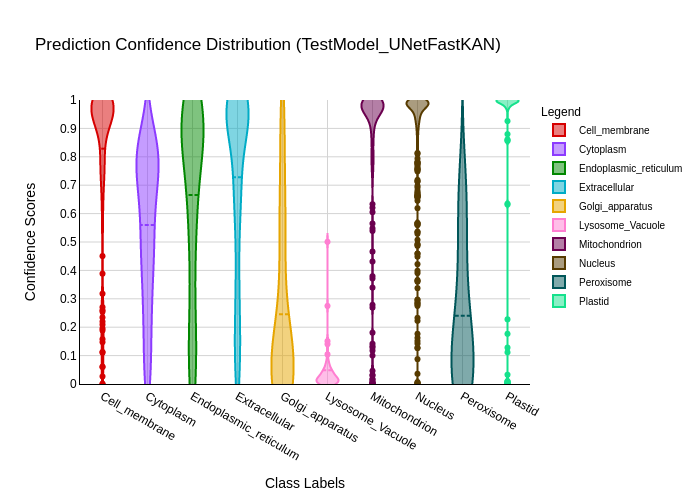 Prediction Confidence Distribution (TestModel_UNetFastKAN)
Legend
Cell_membrane
Cytoplasm
Endoplasmic_reticulum
Extracellular
Golgi_apparatus
Lysosome_Vacuole
Mitochondrion
Nucleus
Peroxisome
Plastid
Confidence Scores
1
0.9
0.8
0.7
0.6
0.5
0.4
0.3
0.2
0.1
0
Cell_membrane
Cytoplasm
Endoplasmic_reticulum
Extracellular
Golgi_apparatus
Lysosome_Vacuole
Mitochondrion
Nucleus
Peroxisome
Plastid
Class Labels